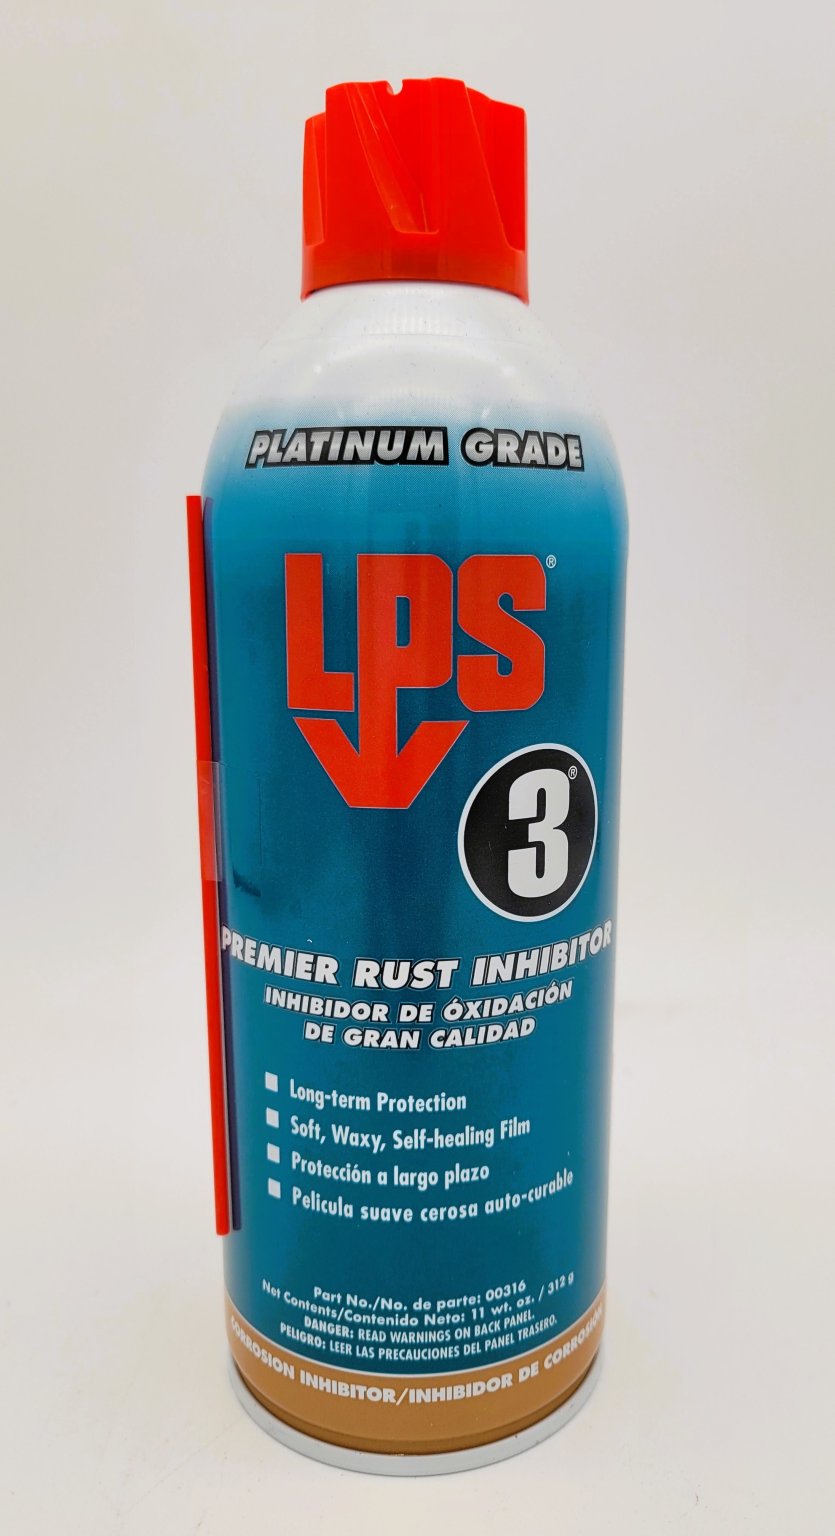 PLATINUM GRADE
LPS®
3®
PREMIER RUST INHIBITOR
INHIBIDOR DE ÓXIDACIÓN
DE GRAN CALIDAD
Long-term Protection
Soft, Waxy, Self-healing Film
Protección a largo plazo
Pelicula suave cerosa auto-curable
Part No./No. de parte: 00316
Net Contents/Contenido Neto: 11 wt. oz. / 312 g
DANGER: READ WARNINGS ON BACK PANEL.
PELIGRO: LEER LAS PRECAUCIONES DEL PANEL TRASERO.
CORROSION INHIBITOR/INHIBIDOR DE CORROSIÓN